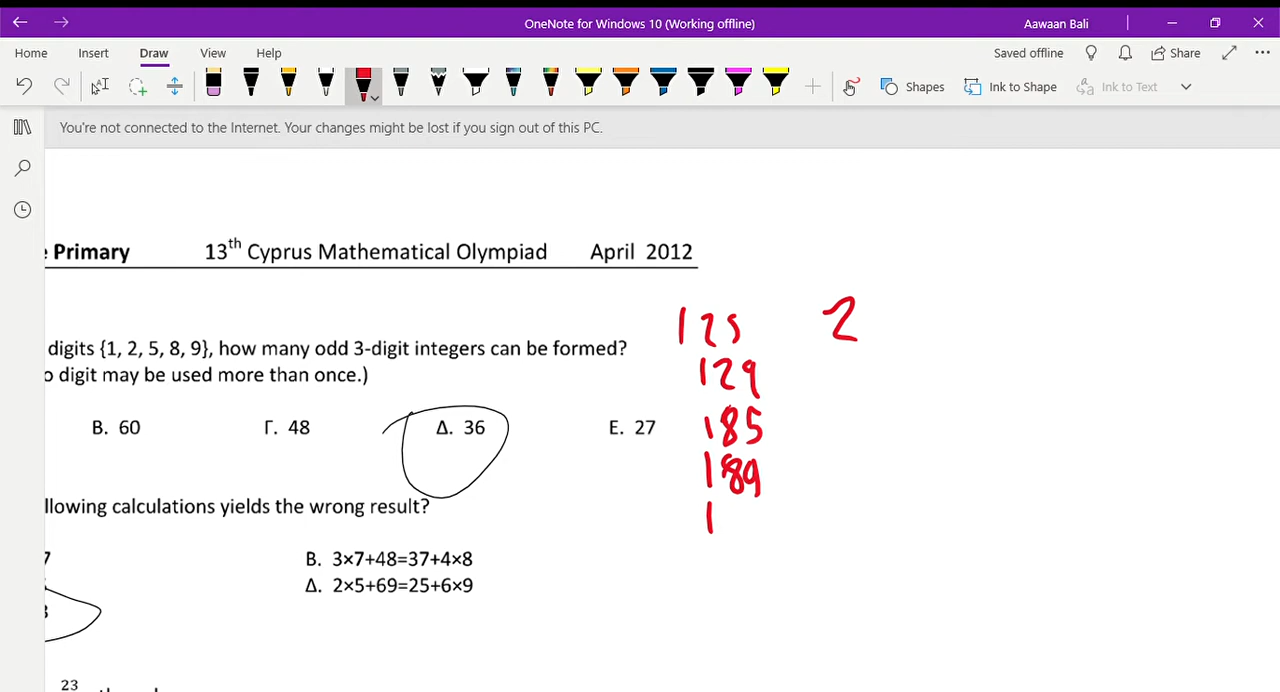 OneNote for Windows 10 (Working offline)
Aawaan Bali
Home Insert Draw View Help
Saved offline
Share
Shapes
Ink to Shape
Ink to Text
You're not connected to the Internet. Your changes might be lost if you sign out of this PC.
Primary 13th Cyprus Mathematical Olympiad April 2012
digits {1, 2, 5, 8, 9}, how many odd 3-digit integers can be formed?
o digit may be used more than once.)
B. 60 Γ. 48 Δ. 36 E. 27
125 2
129
185
189
1
llowing calculations yields the wrong result?
7 B. 3×7+48=37+4×8
Δ. 2×5+69=25+6×9
23